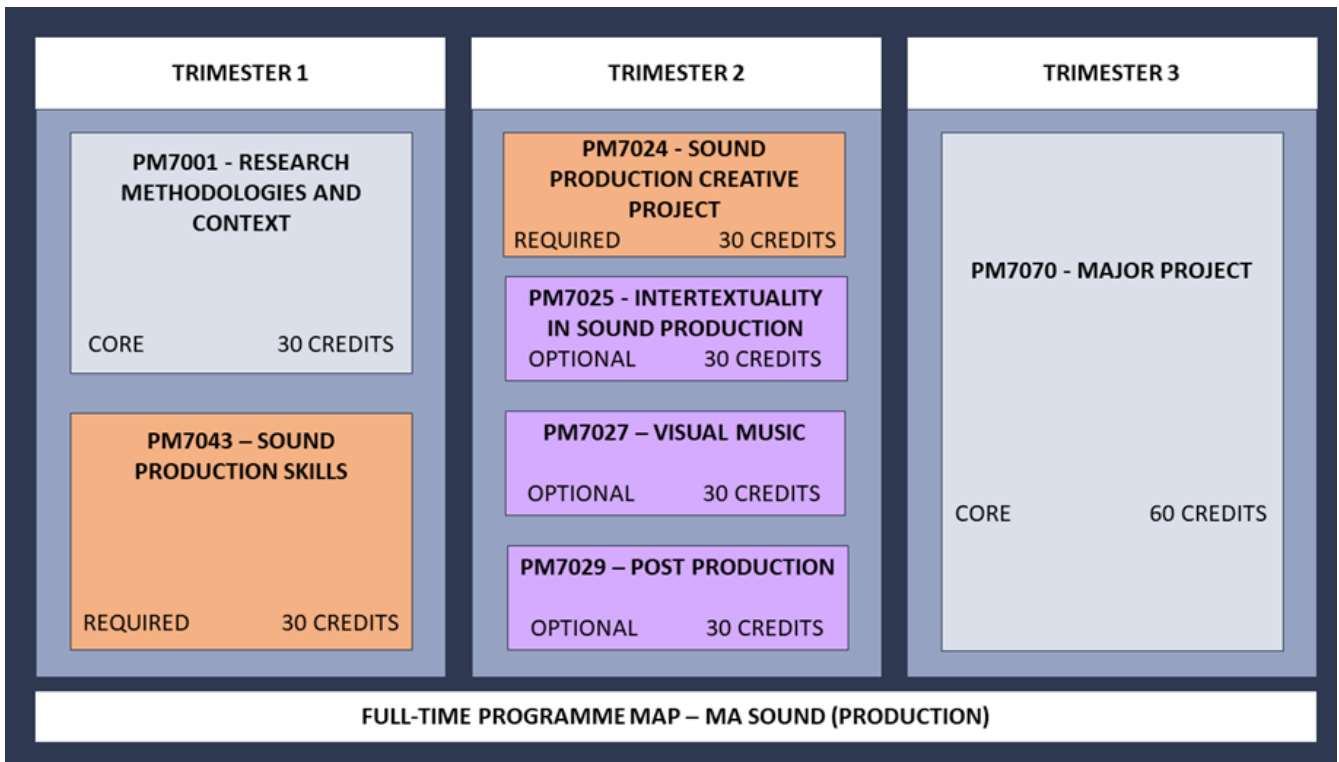 TRIMESTER 1
PM7001 - RESEARCH
METHODOLOGIES AND
CONTEXT
CORE 30 CREDITS
PM7043 – SOUND
PRODUCTION SKILLS
REQUIRED 30 CREDITS
TRIMESTER 2
PM7024 - SOUND
PRODUCTION CREATIVE
PROJECT
REQUIRED 30 CREDITS
PM7025 - INTERTEXTUALITY
IN SOUND PRODUCTION
OPTIONAL 30 CREDITS
PM7027 – VISUAL MUSIC
OPTIONAL 30 CREDITS
PM7029 – POST PRODUCTION
OPTIONAL 30 CREDITS
TRIMESTER 3
PM7070 - MAJOR PROJECT
CORE 60 CREDITS
FULL-TIME PROGRAMME MAP – MA SOUND (PRODUCTION)